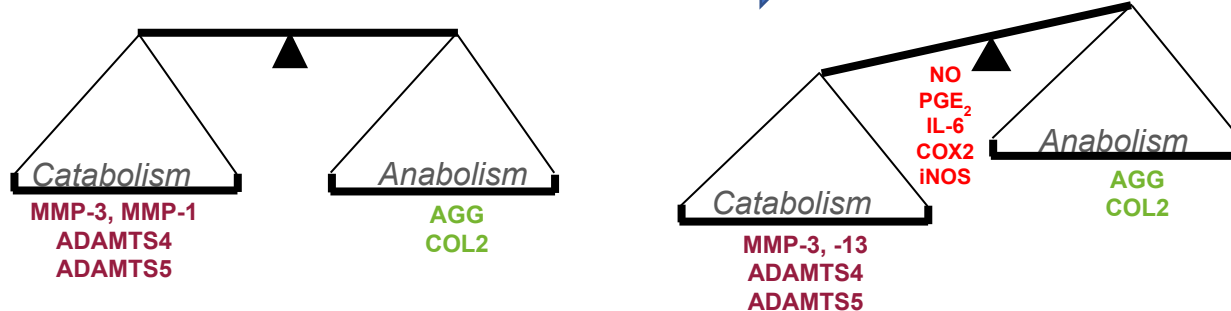 Catabolism
MMP-3, MMP-1
ADAMTS4
ADAMTS5
Anabolism
AGG
COL2
NO
PGE₂
IL-6
COX2
iNOS
Catabolism
MMP-3, -13
ADAMTS4
ADAMTS5
Anabolism
AGG
COL2